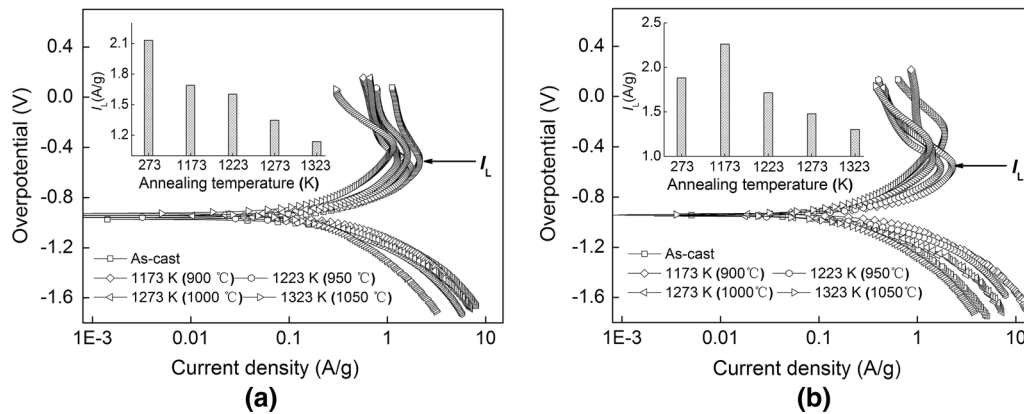 (a)
0.4
0.0
-0.4
-0.8
-1.2
-1.6
Overpotential (V)
2.1
1.8
1.5
1.2
I_L(A/g)
273 1173 1223 1273 1323
Annealing temperature (K)
I_L
As-cast
1173 K (900 ℃) 1223 K (950 ℃)
1273 K (1000 ℃) 1323 K (1050 ℃)
1E-3 0.01 0.1 1 10
Current density (A/g)
(a)
(b)
0.4
0.0
-0.4
-0.8
-1.2
-1.6
Overpotential (V)
2.5
2.0
1.5
1.0
I_L(A/g)
273 1173 1223 1273 1323
Annealing temperature (K)
I_L
As-cast
1173 K (900℃) 1223 K (950℃)
1273 K (1000℃) 1323 K (1050℃)
1E-3 0.01 0.1 1 10
Current density (A/g)
(b)